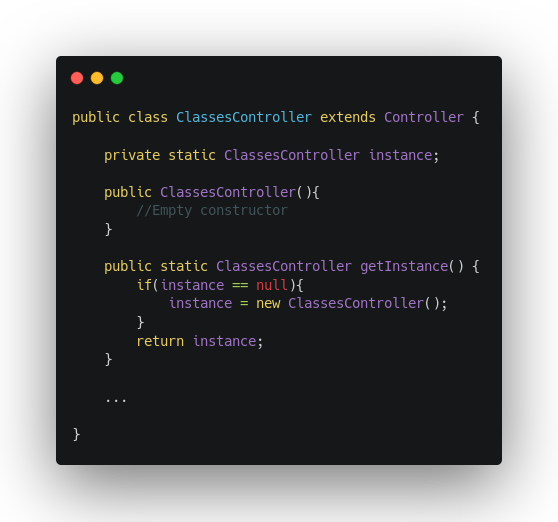 public class ClassesController extends Controller {
    private static ClassesController instance;
    public ClassesController(){
        //Empty constructor
    }
    public static ClassesController getInstance() {
        if(instance == null){
            instance = new ClassesController();
        }
        return instance;
    }
    ...
}